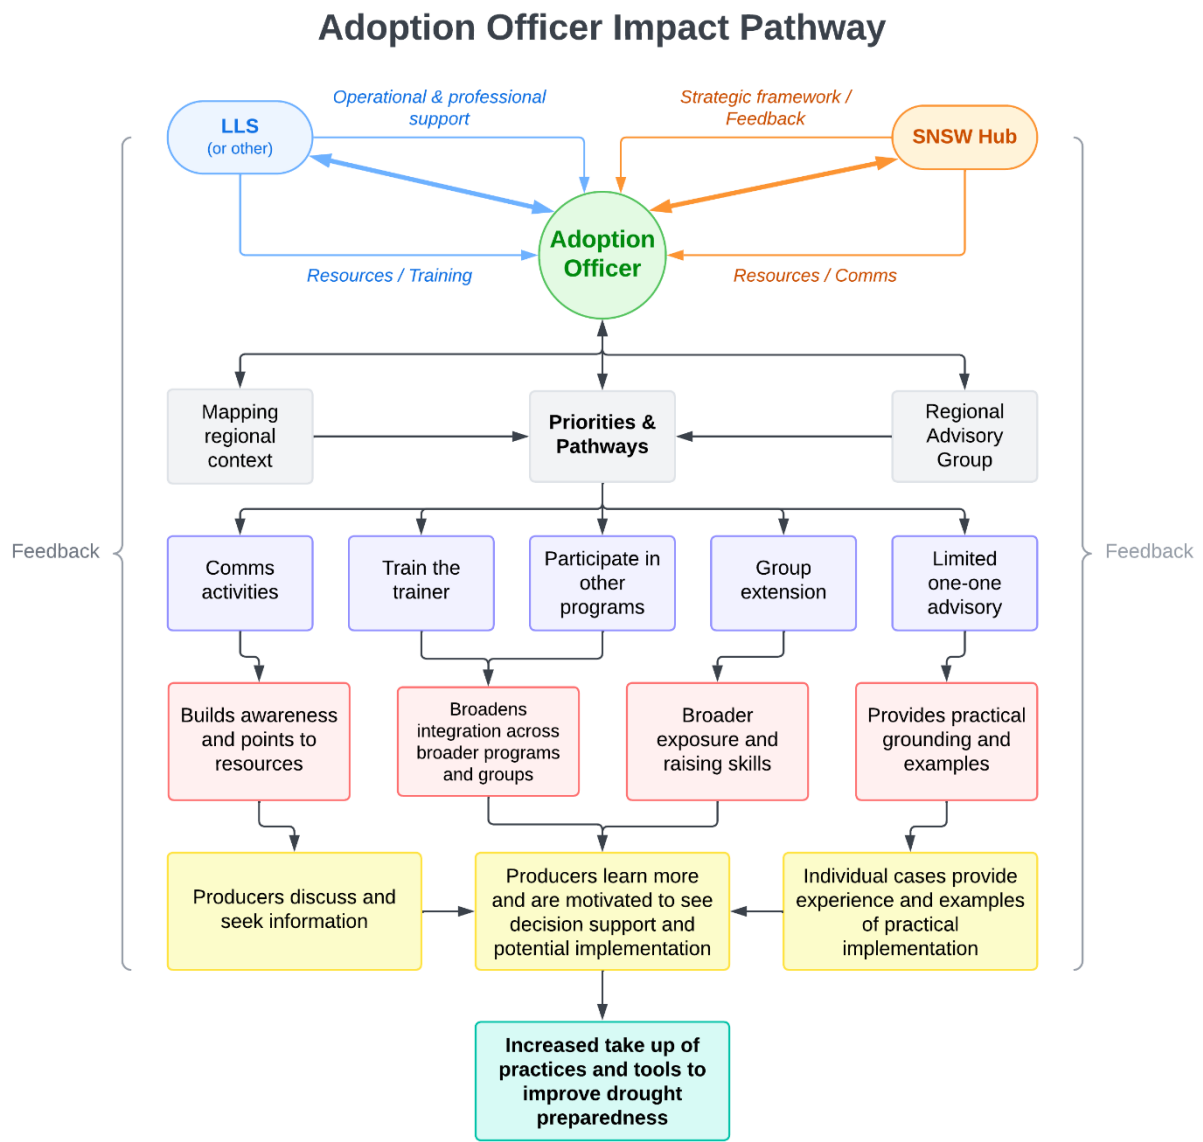 Adoption Officer Impact Pathway
Operational & professional
support
Strategic framework /
Feedback
LLS
(or other)
SNSW Hub
Adoption
Officer
Resources / Training
Resources / Comms
Mapping
regional
context
Priorities &
Pathways
Regional
Advisory
Group
Feedback
Feedback
Comms
activities
Train the
trainer
Participate in
other
programs
Group
extension
Limited
one-one
advisory
Builds awareness
and points to
resources
Broadens
integration across
broader programs
and groups
Broader
exposure and
raising skills
Provides practical
grounding and
examples
Producers discuss and
seek information
Producers learn more
and are motivated to see
decision support and
potential implementation
Individual cases provide
experience and examples
of practical
implementation
Increased take up of
practices and tools to
improve drought
preparedness